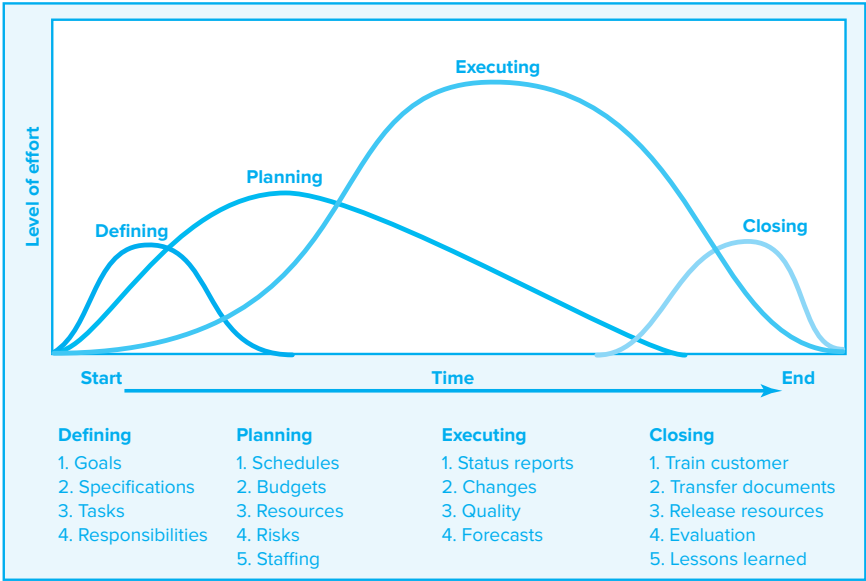 Executing
Planning
Defining
Closing
Level of effort
Start
Time
End
Defining
1. Goals
2. Specifications
3. Tasks
4. Responsibilities
Planning
1. Schedules
2. Budgets
3. Resources
4. Risks
5. Staffing
Executing
1. Status reports
2. Changes
3. Quality
4. Forecasts
Closing
1. Train customer
2. Transfer documents
3. Release resources
4. Evaluation
5. Lessons learned